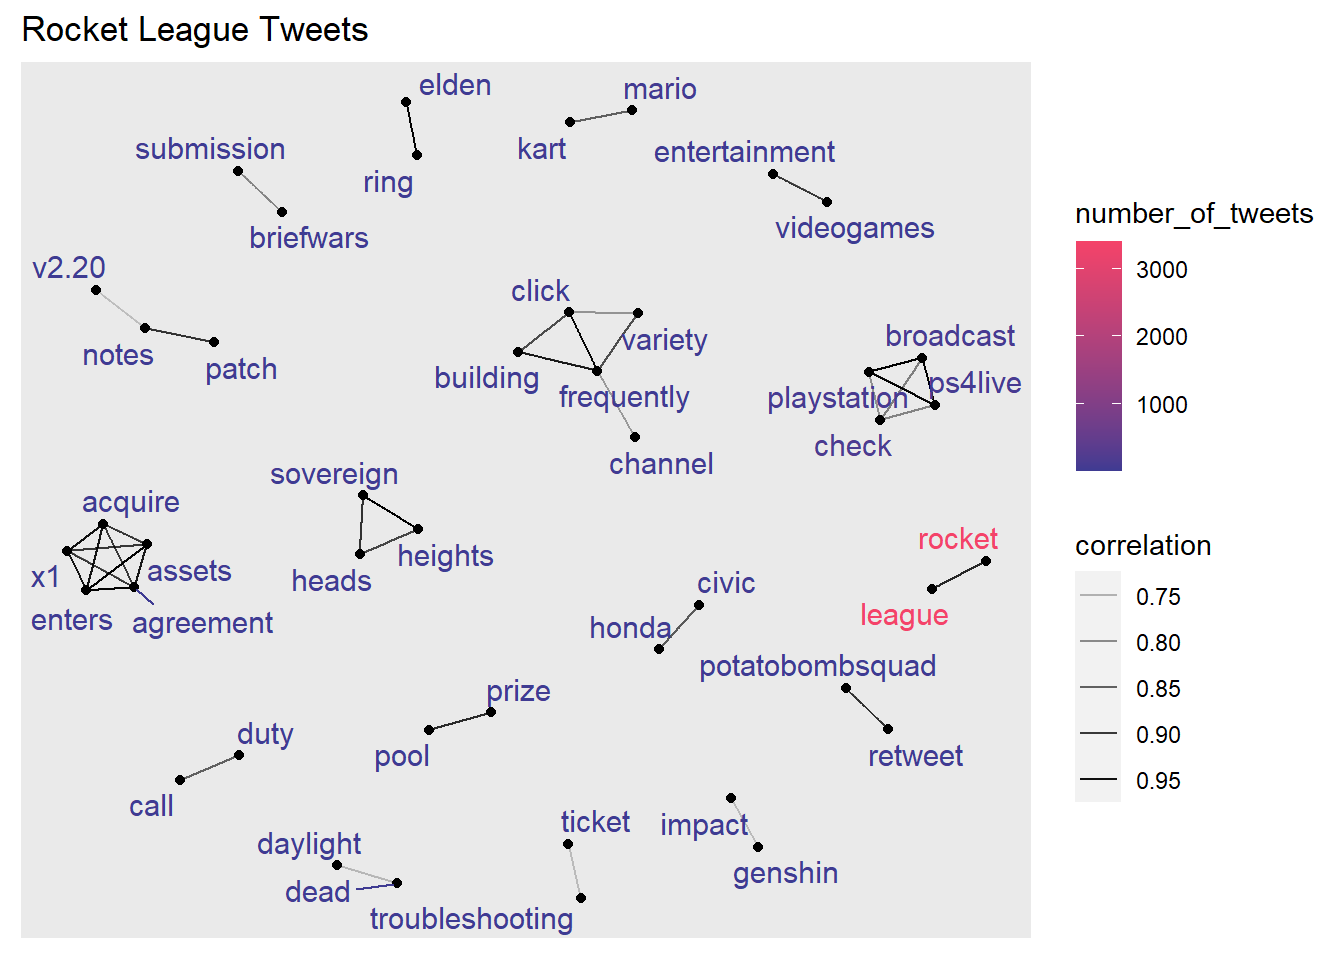 Rocket League Tweets
elden
mario
kart
submission
entertainment
ring
briefwars
videogames
v2.20
click
notes
variety
broadcast
patch
building
frequently
playstation
ps4live
check
channel
sovereign
acquire
heights
heads
x1
assets
enters
agreement
rocket
league
civic
honda
potatobombsquad
retweet
prize
pool
duty
call
ticket
impact
daylight
dead
genshin
troubleshooting
number_of_tweets
3000
2000
1000
correlation
0.75
0.80
0.85
0.90
0.95